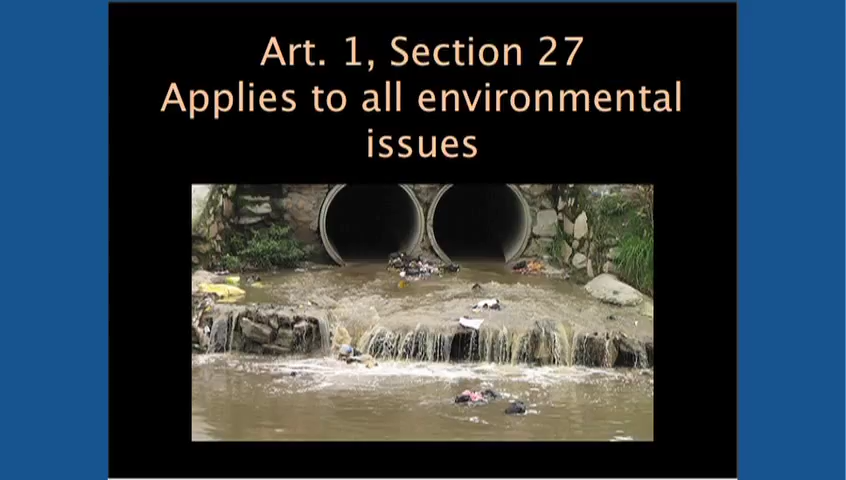 Art. 1, Section 27
Applies to all environmental
issues